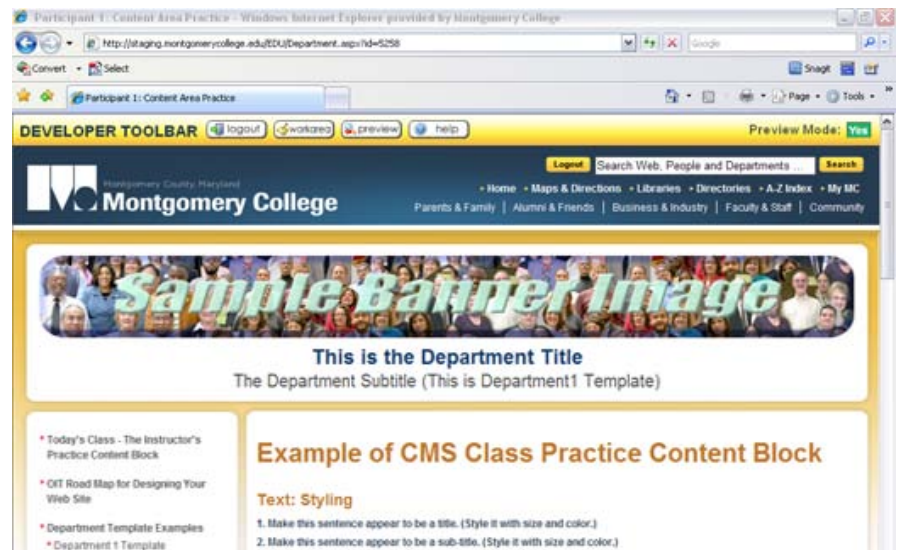 Participant 1: Content Area Practice - Windows Internet Explorer provided by Montgomery College
http://staging.montgomerycollege.edu/EDU/Department.aspx?id=5258
Google
Convert Select
SnagIt
Participant 1: Content Area Practice
Page Tools
DEVELOPER TOOLBAR logout workarea preview help Preview Mode: Yes
Logout Search Web, People and Departments ... Search
Montgomery County, Maryland
Montgomery College
Home Maps & Directions Libraries Directories A-Z Index My MC
Parents & Family | Alumni & Friends | Business & Industry | Faculty & Staff | Community
Sample Banner Image
This is the Department Title
The Department Subtitle (This is Department1 Template)
* Today's Class - The Instructor's
Practice Content Block
* OIT Road Map for Designing Your
Web Site
* Department Template Examples
* Department 1 Template
Example of CMS Class Practice Content Block
Text: Styling
1. Make this sentence appear to be a title. (Style it with size and color.)
2. Make this sentence appear to be a sub-title. (Style it with size and color.)